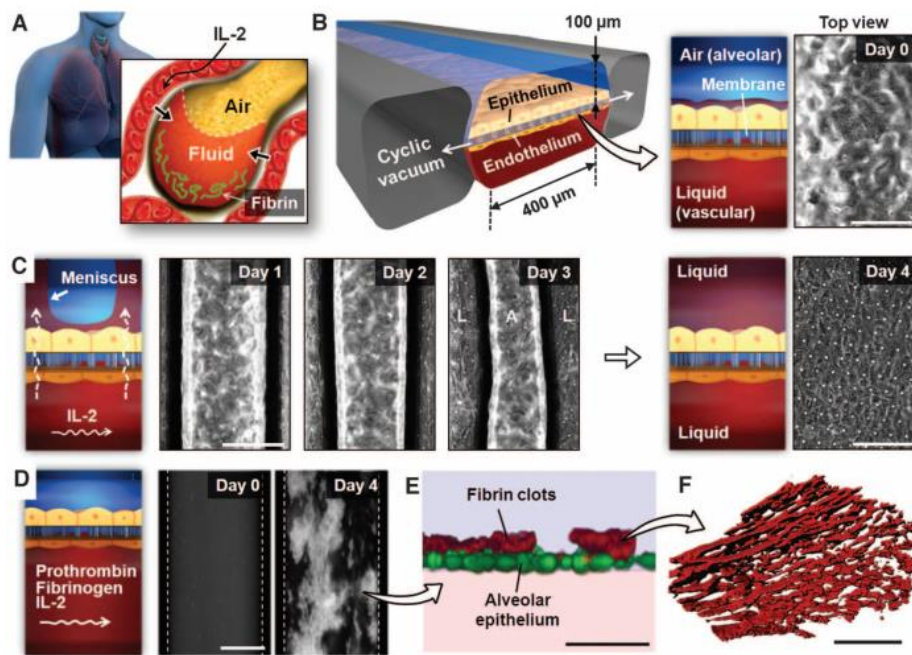 A
IL-2
Air
Fluid
Fibrin
B
100 µm
Epithelium
Cyclic
vacuum
Endothelium
400 µm
Top view
Air (alveolar)
Membrane
Liquid
(vascular)
Day 0
C
Meniscus
IL-2
Day 1
Day 2
Day 3
L
A
L
Liquid
Liquid
Day 4
D
Prothrombin
Fibrinogen
IL-2
Day 0
Day 4
E
Fibrin clots
Alveolar
epithelium
F